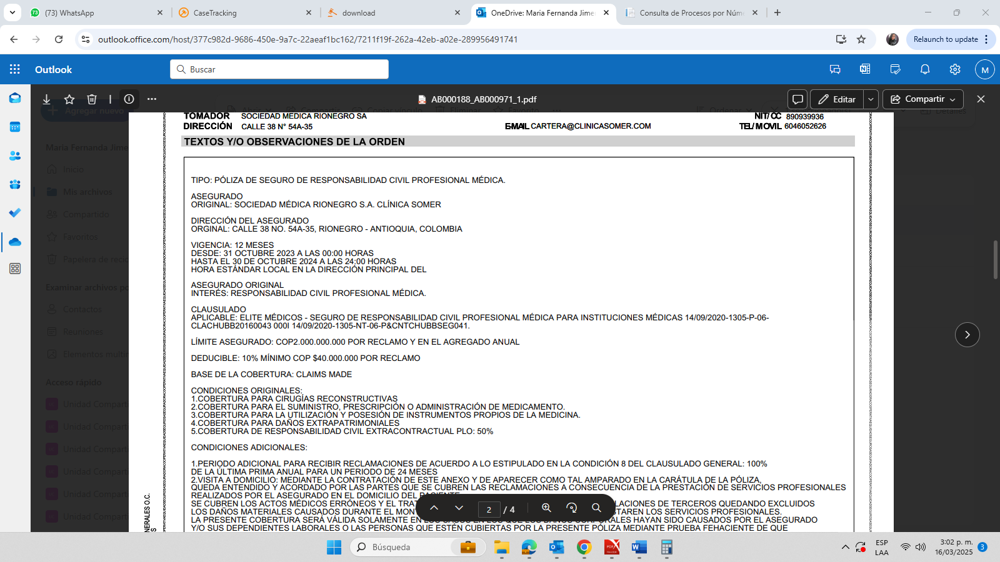 (73) WhatsApp
CaseTracking
download
OneDrive: Maria Fernanda Jime
Consulta de Procesos por Núme
outlook.office.com/host/377c982d-9686-450e-9a7c-22aeaf1bc162/7211f19f-262a-42eb-a02e-289956491741
Relaunch to update
Outlook
Buscar
M
AB000188_AB000971_1.pdf
Editar
Compartir
Agregar nuevo
Maria Fernanda Jime
Inicio
Mis archivos
Compartido
Favoritos
Papelera de recic
Examinar archivos po
Contactos
Reuniones
Elementos multim
Acceso rápido
Unidad Comparti
Unidad Comparti
Unidad Comparti
Unidad Comparti
Unidad Comparti
Unidad Comparti
TOMADOR SOCIEDAD MEDICA RIONEGRO SA NIT/CC 890939936
DIRECCIÓN CALLE 38 N° 54A-35 E-MAIL CARTERA@CLINICASOMER.COM TEL/MOVIL 6046052626
TEXTOS Y/O OBSERVACIONES DE LA ORDEN
TIPO: PÓLIZA DE SEGURO DE RESPONSABILIDAD CIVIL PROFESIONAL MÉDICA.
ASEGURADO
ORIGINAL: SOCIEDAD MÉDICA RIONEGRO S.A. CLÍNICA SOMER
DIRECCIÓN DEL ASEGURADO
ORGINAL: CALLE 38 NO. 54A-35, RIONEGRO - ANTIOQUIA, COLOMBIA
VIGENCIA: 12 MESES
DESDE: 31 OCTUBRE 2023 A LAS 00:00 HORAS
HASTA EL 30 DE OCTUBRE 2024 A LAS 24:00 HORAS
HORA ESTÁNDAR LOCAL EN LA DIRECCIÓN PRINCIPAL DEL
ASEGURADO ORIGINAL
INTERÉS: RESPONSABILIDAD CIVIL PROFESIONAL MÉDICA.
CLAUSULADO
APLICABLE: ELITE MÉDICOS - SEGURO DE RESPONSABILIDAD CIVIL PROFESIONAL MÉDICA PARA INSTITUCIONES MÉDICAS 14/09/2020-1305-P-06-
CLACHUBB20160043 000I 14/09/2020-1305-NT-06-P&CNTCHUBBSEG041.
LÍMITE ASEGURADO: COP2.000.000.000 POR RECLAMO Y EN EL AGREGADO ANUAL
DEDUCIBLE: 10% MÍNIMO COP $40.000.000 POR RECLAMO
BASE DE LA COBERTURA: CLAIMS MADE
CONDICIONES ORIGINALES:
1.COBERTURA PARA CIRUGÍAS RECONSTRUCTIVAS
2.COBERTURA PARA EL SUMINISTRO, PRESCRIPCIÓN O ADMINISTRACIÓN DE MEDICAMENTO.
3.COBERTURA PARA LA UTILIZACIÓN Y POSESIÓN DE INSTRUMENTOS PROPIOS DE LA MEDICINA.
4.COBERTURA PARA DAÑOS EXTRAPATRIMONIALES
5.COBERTURA DE RESPONSABILIDAD CIVIL EXTRACONTRACTUAL PLO: 50%
CONDICIONES ADICIONALES:
1.PERIODO ADICIONAL PARA RECIBIR RECLAMACIONES DE ACUERDO A LO ESTIPULADO EN LA CONDICIÓN 8 DEL CLAUSULADO GENERAL: 100%
DE LA ÚLTIMA PRIMA ANUAL PARA UN PERIODO DE 24 MESES
2.VISITA A DOMICILIO: MEDIANTE LA CONTRATACIÓN DE ESTE ANEXO Y DE APARECER COMO TAL AMPARADO EN LA CARÁTULA DE LA PÓLIZA,
QUEDA ENTENDIDO Y ACORDADO POR LAS PARTES QUE SE CUBREN LAS RECLAMACIONES A CONSECUENCIA DE LA PRESTACIÓN DE SERVICIOS PROFESIONALES
REALIZADOS POR EL ASEGURADO EN EL DOMICILIO DEL PACIENTE
SE CUBREN LOS ACTOS MÉDICOS ERRÓNEOS Y EL TRAT LACIONES DE TERCEROS QUEDANDO EXCLUIDOS
LOS DAÑOS MATERIALES CAUSADOS DURANTE EL MON STAREN LOS SERVICIOS PROFESIONALES.
LA PRESENTE COBERTURA SERÁ VÁLIDA SOLAMENTE EN LOS CASOS EN LOS QUE LOS DAÑOS CORPORALES HAYAN SIDO CAUSADOS POR EL ASEGURADO
Y/O SUS DEPENDIENTES LABORALES O LAS PERSONAS QUE ESTÉN CUBIERTAS POR LA PRESENTE PÓLIZA MEDIANTE PRUEBA FEHACIENTE DE QUE
NERALES O.C.
2 / 4
Búsqueda
ESP
LAA
3:02 p. m.
16/03/2025
3